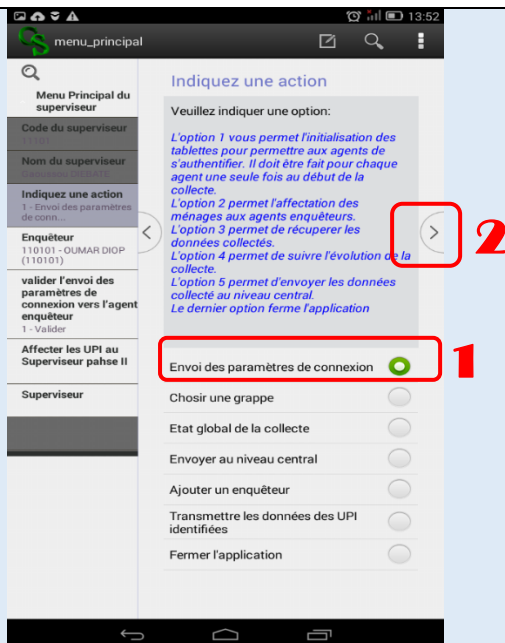 13:52
menu_principal
Menu Principal du
superviseur
Code du superviseur
11101
Nom du superviseur
Indiquez une action
1 - Envoi des paramètres
de conn...
Enquêteur
110101 - OUMAR DIOP
(110101)
valider l'envoi des
paramètres de
connexion vers l'agent
enquêteur
1 - Valider
Affecter les UPI au
Superviseur pahse II
Superviseur
Indiquez une action
Veuillez indiquer une option:
L'option 1 vous permet l'initialisation des
tablettes pour permettre aux agents de
s'authentifier. Il doit être fait pour chaque
agent une seule fois au début de la
collecte.
L'option 2 permet l'affectation des
ménages aux agents enquêteurs.
L'option 3 permet de récuperer les
données collectés.
L'option 4 permet de suivre l'évolution de la
collecte.
L'option 5 permet d'envoyer les données
collecté au niveau central.
Le dernier option ferme l'application
2
Envoi des paramètres de connexion
1
Chosir une grappe
Etat global de la collecte
Envoyer au niveau central
Ajouter un enquêteur
Transmettre les données des UPI
identifiées
Fermer l'application